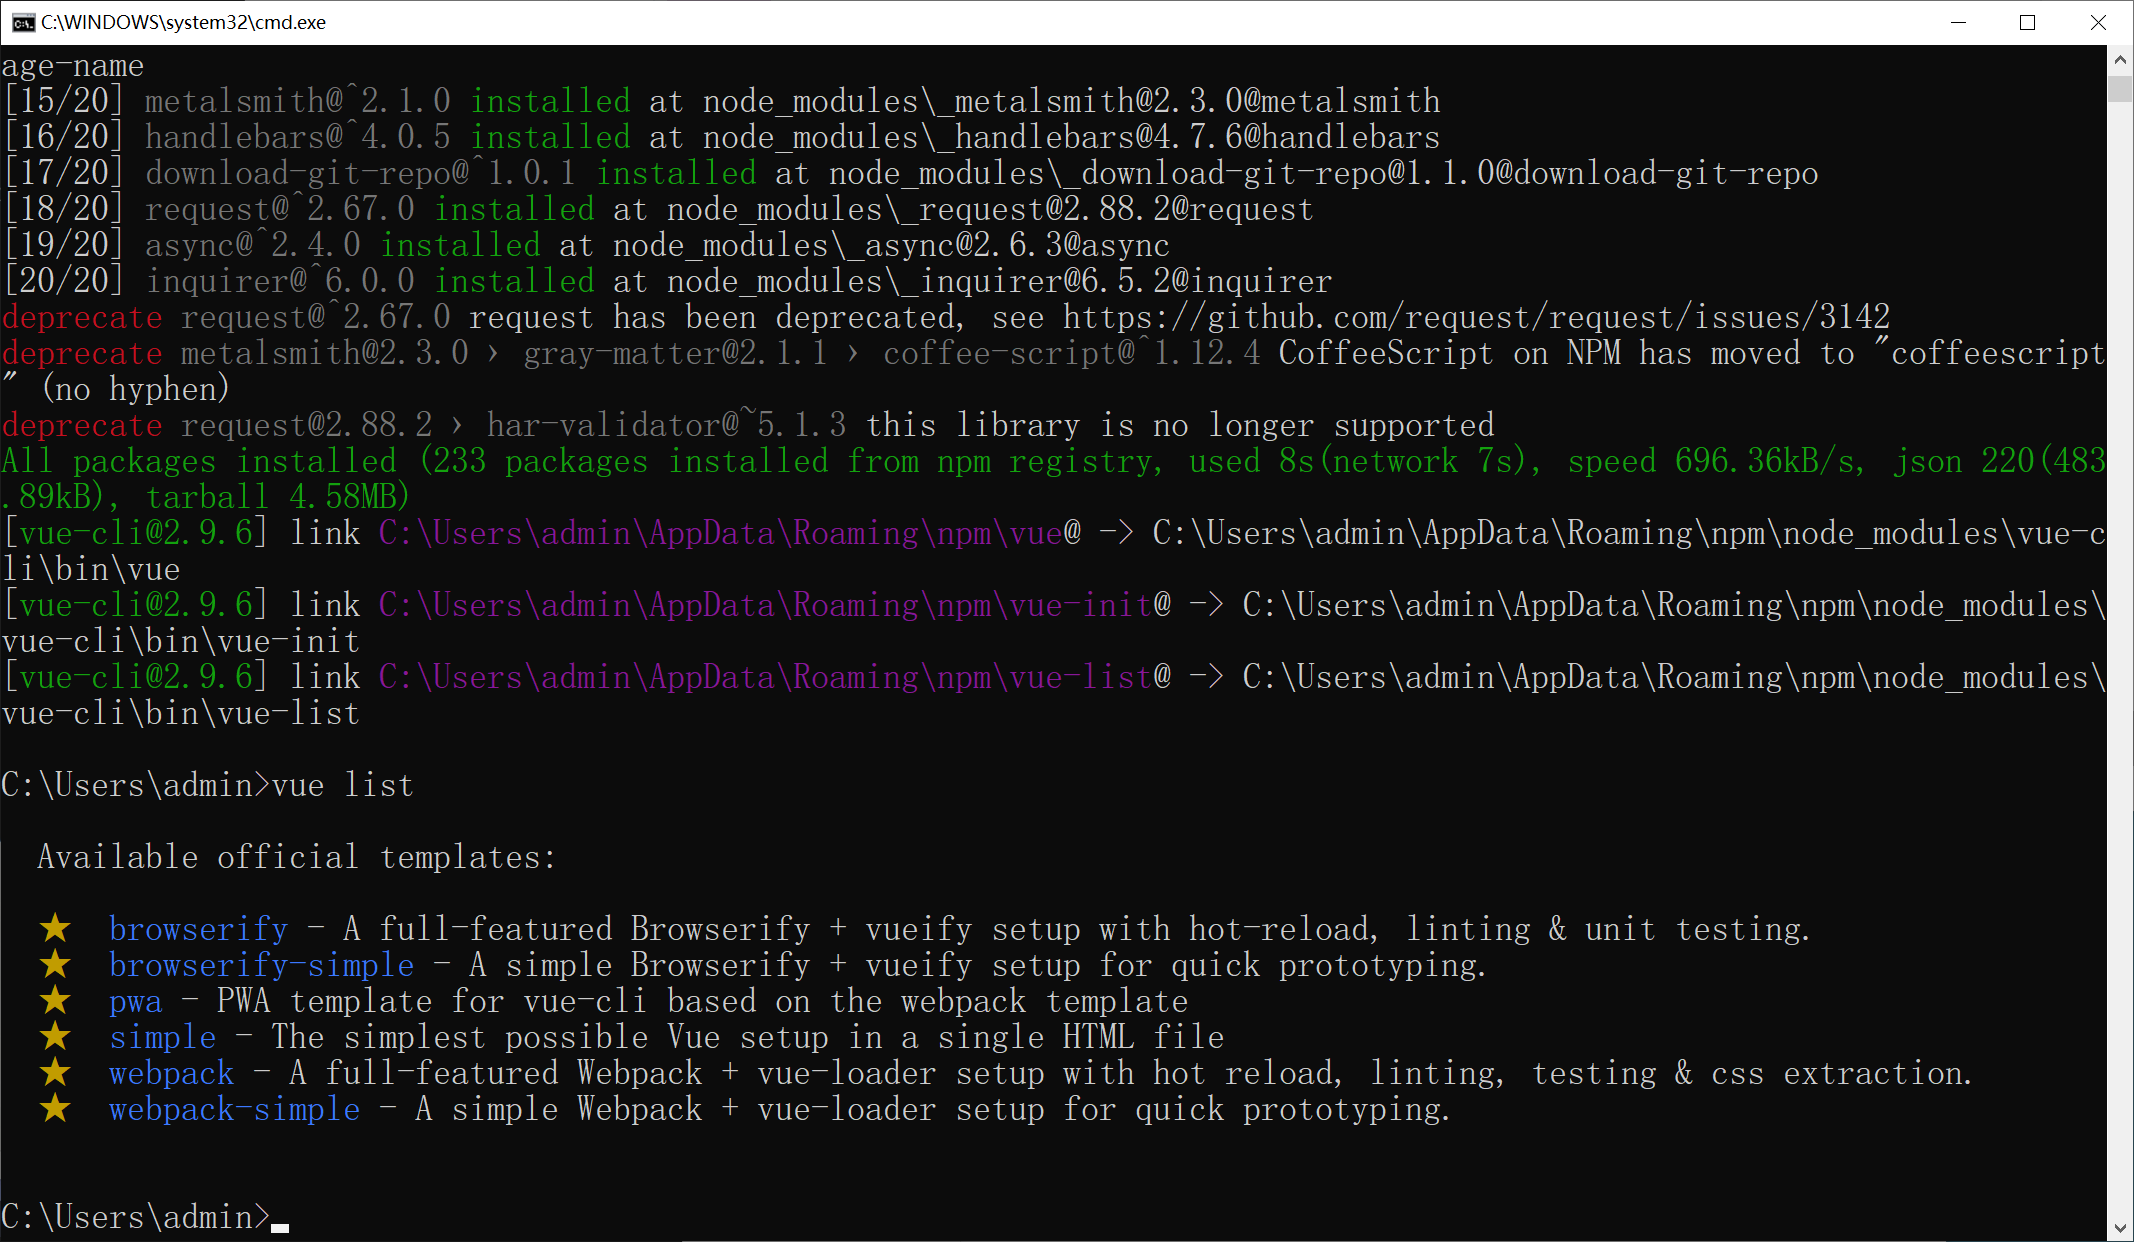 C:\WINDOWS\system32\cmd.exe
age-name
[15/20] metalsmith@^2.1.0 installed at node_modules\_metalsmith@2.3.0@metalsmith
[16/20] handlebars@^4.0.5 installed at node_modules\_handlebars@4.7.6@handlebars
[17/20] download-git-repo@^1.0.1 installed at node_modules\_download-git-repo@1.1.0@download-git-repo
[18/20] request@^2.67.0 installed at node_modules\_request@2.88.2@request
[19/20] async@^2.4.0 installed at node_modules\_async@2.6.3@async
[20/20] inquirer@^6.0.0 installed at node_modules\_inquirer@6.5.2@inquirer
deprecate request@^2.67.0 request has been deprecated, see https://github.com/request/request/issues/3142
deprecate metalsmith@2.3.0 › gray-matter@2.1.1 › coffee-script@^1.12.4 CoffeeScript on NPM has moved to "coffeescript
" (no hyphen)
deprecate request@2.88.2 › har-validator@~5.1.3 this library is no longer supported
All packages installed (233 packages installed from npm registry, used 8s(network 7s), speed 696.36kB/s, json 220(483
.89kB), tarball 4.58MB)
[vue-cli@2.9.6] link C:\Users\admin\AppData\Roaming\npm\vue@ -> C:\Users\admin\AppData\Roaming\npm\node_modules\vue-c
li\bin\vue
[vue-cli@2.9.6] link C:\Users\admin\AppData\Roaming\npm\vue-init@ -> C:\Users\admin\AppData\Roaming\npm\node_modules\
vue-cli\bin\vue-init
[vue-cli@2.9.6] link C:\Users\admin\AppData\Roaming\npm\vue-list@ -> C:\Users\admin\AppData\Roaming\npm\node_modules\
vue-cli\bin\vue-list
C:\Users\admin>vue list
Available official templates:
★ browserify - A full-featured Browserify + vueify setup with hot-reload, linting & unit testing.
★ browserify-simple - A simple Browserify + vueify setup for quick prototyping.
★ pwa - PWA template for vue-cli based on the webpack template
★ simple - The simplest possible Vue setup in a single HTML file
★ webpack - A full-featured Webpack + vue-loader setup with hot reload, linting, testing & css extraction.
★ webpack-simple - A simple Webpack + vue-loader setup for quick prototyping.
C:\Users\admin>